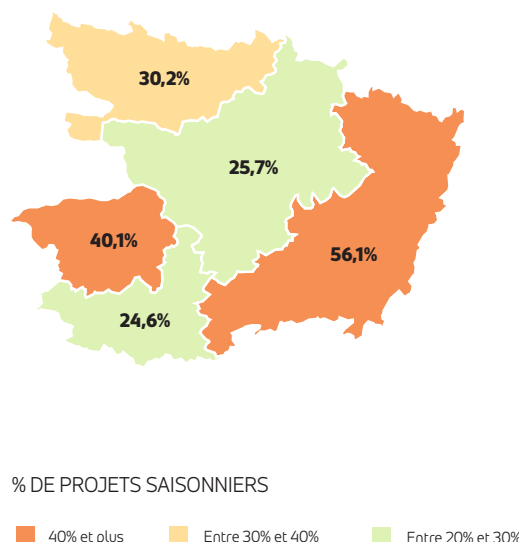 30,2%
25,7%
40,1%
56,1%
24,6%
% DE PROJETS SAISONNIERS
40% et plus Entre 30% et 40% Entre 20% et 30%